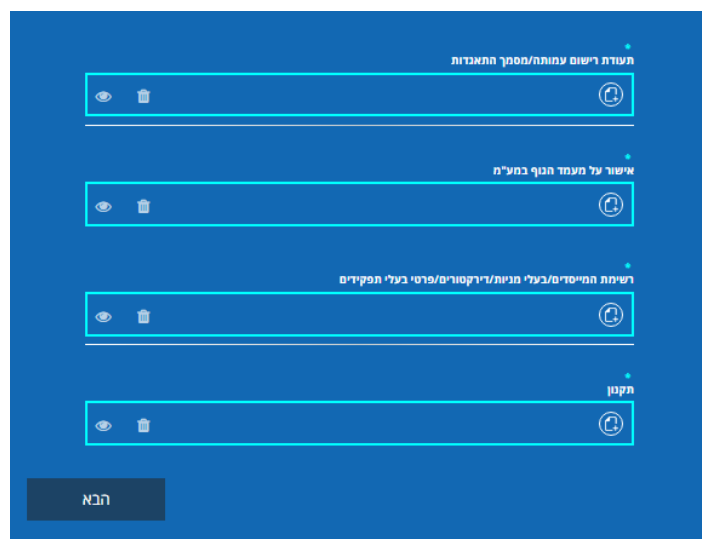 תעודת רישום עמותה/מסמך התאגדות
אישור על מעמד הגוף במע"מ
רשימת המייסדים/בעלי מניות/דירקטורים/פרטי בעלי תפקידים
תקנון
הבא